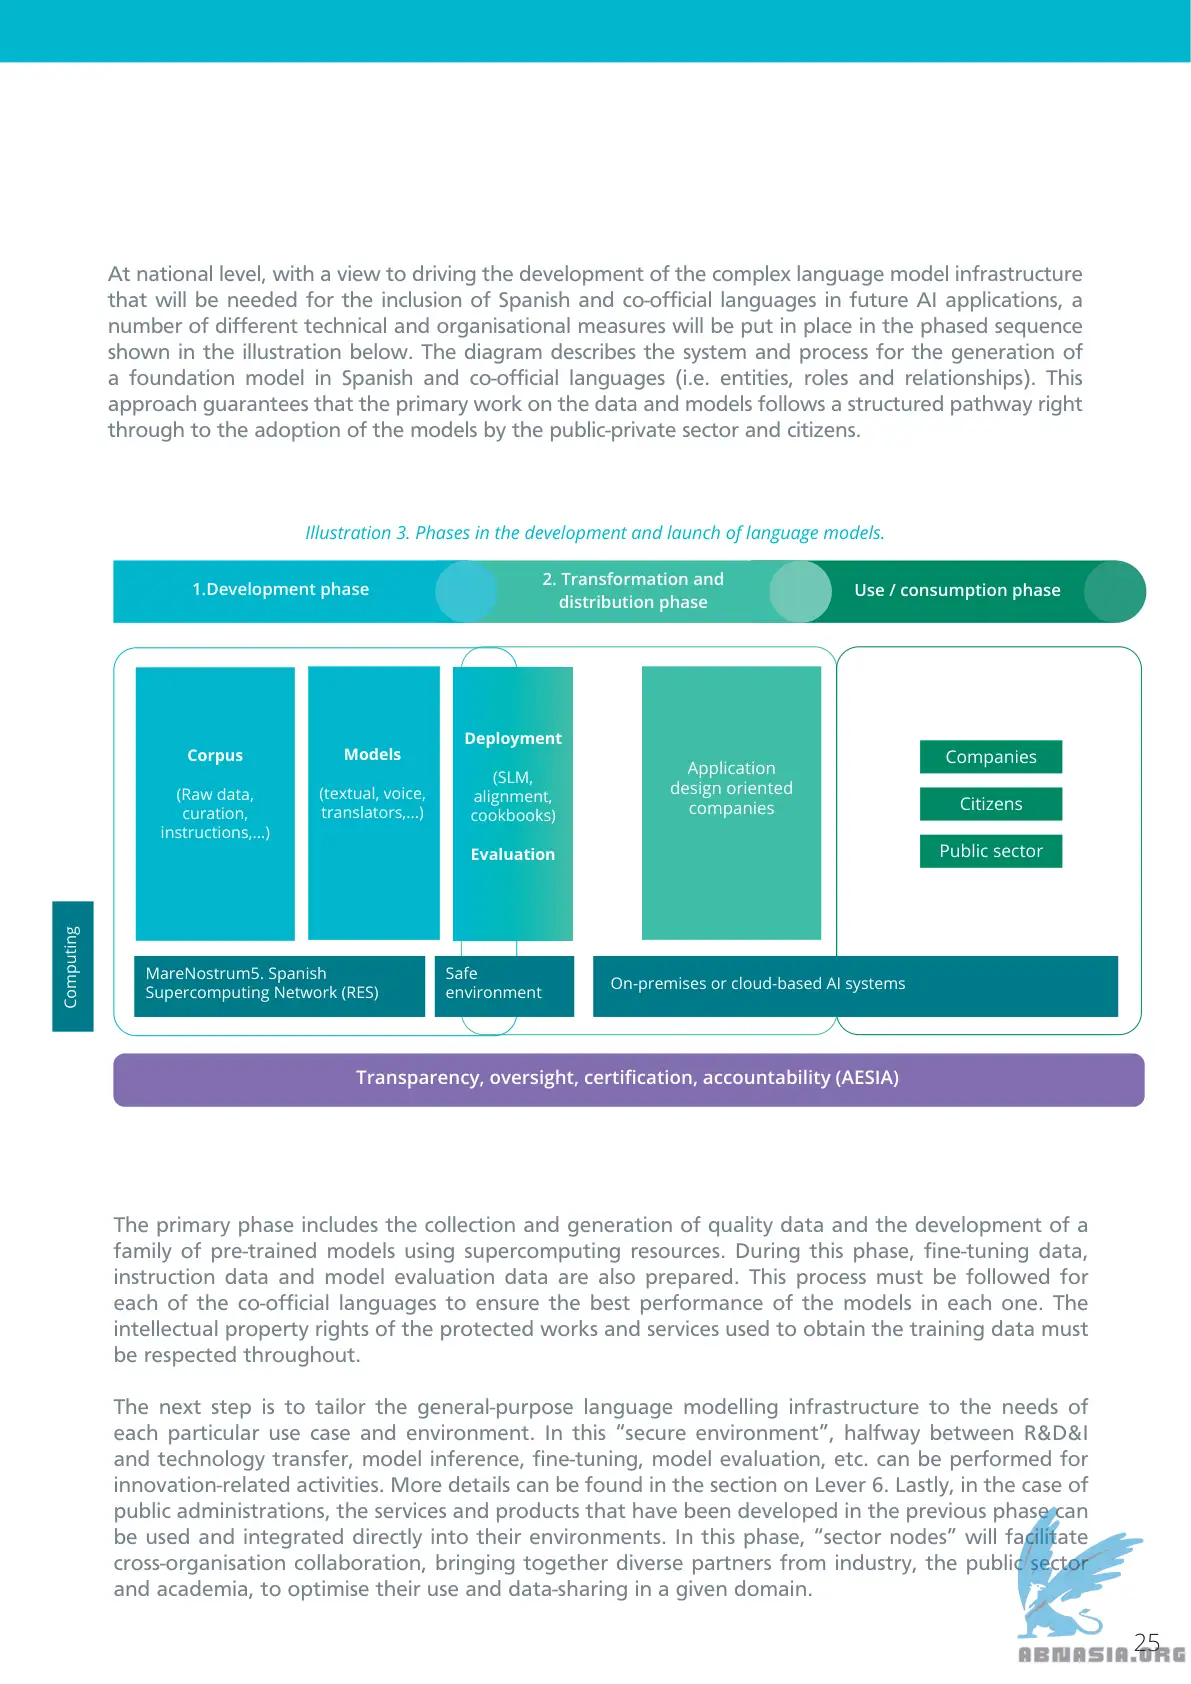 At national level, with a view to driving the development of the complex language model infrastructure
that will be needed for the inclusion of Spanish and co-official languages in future AI applications, a
number of different technical and organisational measures will be put in place in the phased sequence
shown in the illustration below. The diagram describes the system and process for the generation of
a foundation model in Spanish and co-official languages (i.e. entities, roles and relationships). This
approach guarantees that the primary work on the data and models follows a structured pathway right
through to the adoption of the models by the public-private sector and citizens.
Illustration 3. Phases in the development and launch of language models.
1.Development phase
2. Transformation and
distribution phase
Use / consumption phase
Corpus
(Raw data,
curation,
instructions,...)
Models
(textual, voice,
translators,...)
Deployment
(SLM,
alignment,
cookbooks)
Evaluation
Application
design oriented
companies
Companies
Citizens
Public sector
Computing
MareNostrum5. Spanish
Supercomputing Network (RES)
Safe
environment
On-premises or cloud-based AI systems
Transparency, oversight, certification, accountability (AESIA)
The primary phase includes the collection and generation of quality data and the development of a
family of pre-trained models using supercomputing resources. During this phase, fine-tuning data,
instruction data and model evaluation data are also prepared. This process must be followed for
each of the co-official languages to ensure the best performance of the models in each one. The
intellectual property rights of the protected works and services used to obtain the training data must
be respected throughout.
The next step is to tailor the general-purpose language modelling infrastructure to the needs of
each particular use case and environment. In this “secure environment”, halfway between R&D&I
and technology transfer, model inference, fine-tuning, model evaluation, etc. can be performed for
innovation-related activities. More details can be found in the section on Lever 6. Lastly, in the case of
public administrations, the services and products that have been developed in the previous phase can
be used and integrated directly into their environments. In this phase, “sector nodes” will facilitate
cross-organisation collaboration, bringing together diverse partners from industry, the public sector
and academia, to optimise their use and data-sharing in a given domain.
25
ABNASIA.ORG